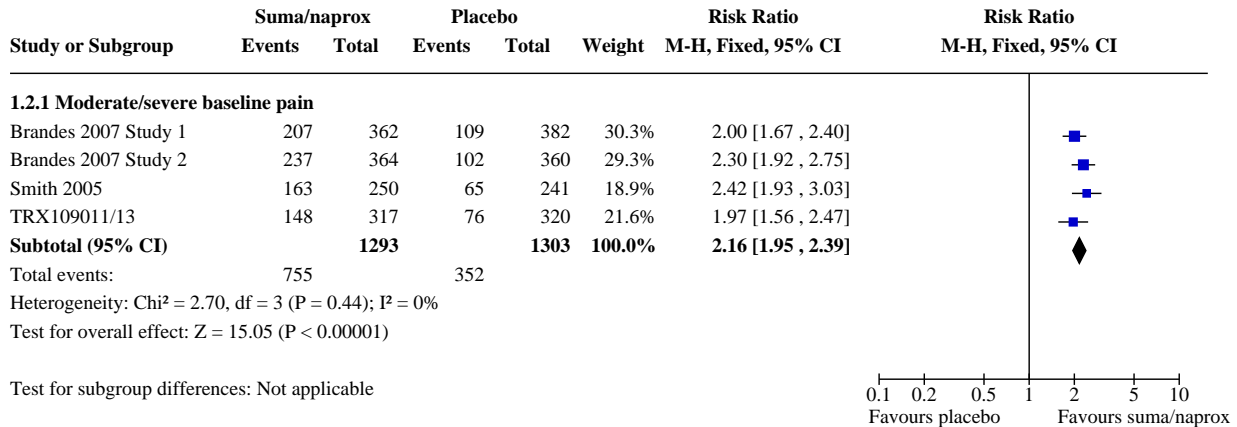 Suma/naprox Placebo Risk Ratio Risk Ratio
Study or Subgroup Events Total Events Total Weight M-H, Fixed, 95% CI M-H, Fixed, 95% CI
1.2.1 Moderate/severe baseline pain
Brandes 2007 Study 1 207 362 109 382 30.3% 2.00 [1.67 , 2.40]
Brandes 2007 Study 2 237 364 102 360 29.3% 2.30 [1.92 , 2.75]
Smith 2005 163 250 65 241 18.9% 2.42 [1.93 , 3.03]
TRX109011/13 148 317 76 320 21.6% 1.97 [1.56 , 2.47]
Subtotal (95% CI) 1293 1303 100.0% 2.16 [1.95 , 2.39]
Total events: 755 352
Heterogeneity: Chi² = 2.70, df = 3 (P = 0.44); I² = 0%
Test for overall effect: Z = 15.05 (P < 0.00001)
Test for subgroup differences: Not applicable
0.1 0.2 0.5 1 2 5 10
Favours placebo Favours suma/naprox